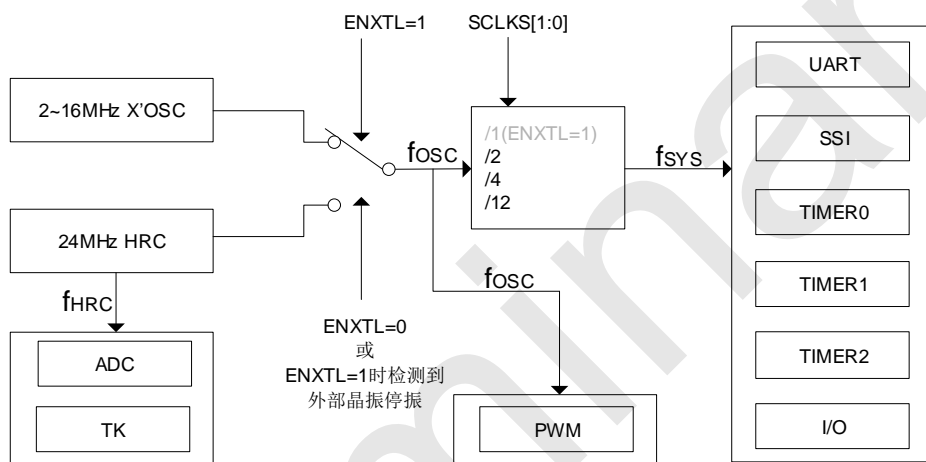 ENXTL=1
SCLKS[1:0]
2~16MHz X'OSC
24MHz HRC
fHRC
ADC
TK
ENXTL=0
或
ENXTL=1时检测到
外部晶振停振
fOSC
/1(ENXTL=1)
/2
/4
/12
fOSC
PWM
fSYS
UART
SSI
TIMER0
TIMER1
TIMER2
I/O
minar